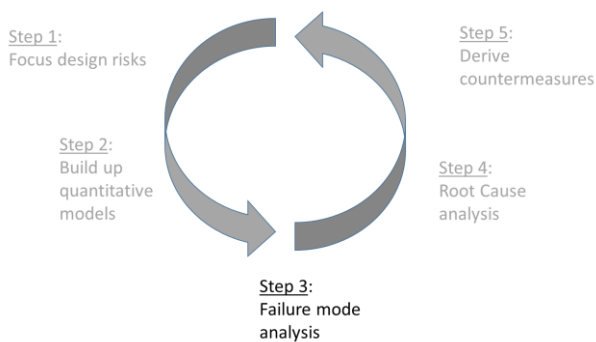 Step 1:
Focus design risks
Step 2:
Build up
quantitative
models
Step 3:
Failure mode
analysis
Step 4:
Root Cause
analysis
Step 5:
Derive
countermeasures